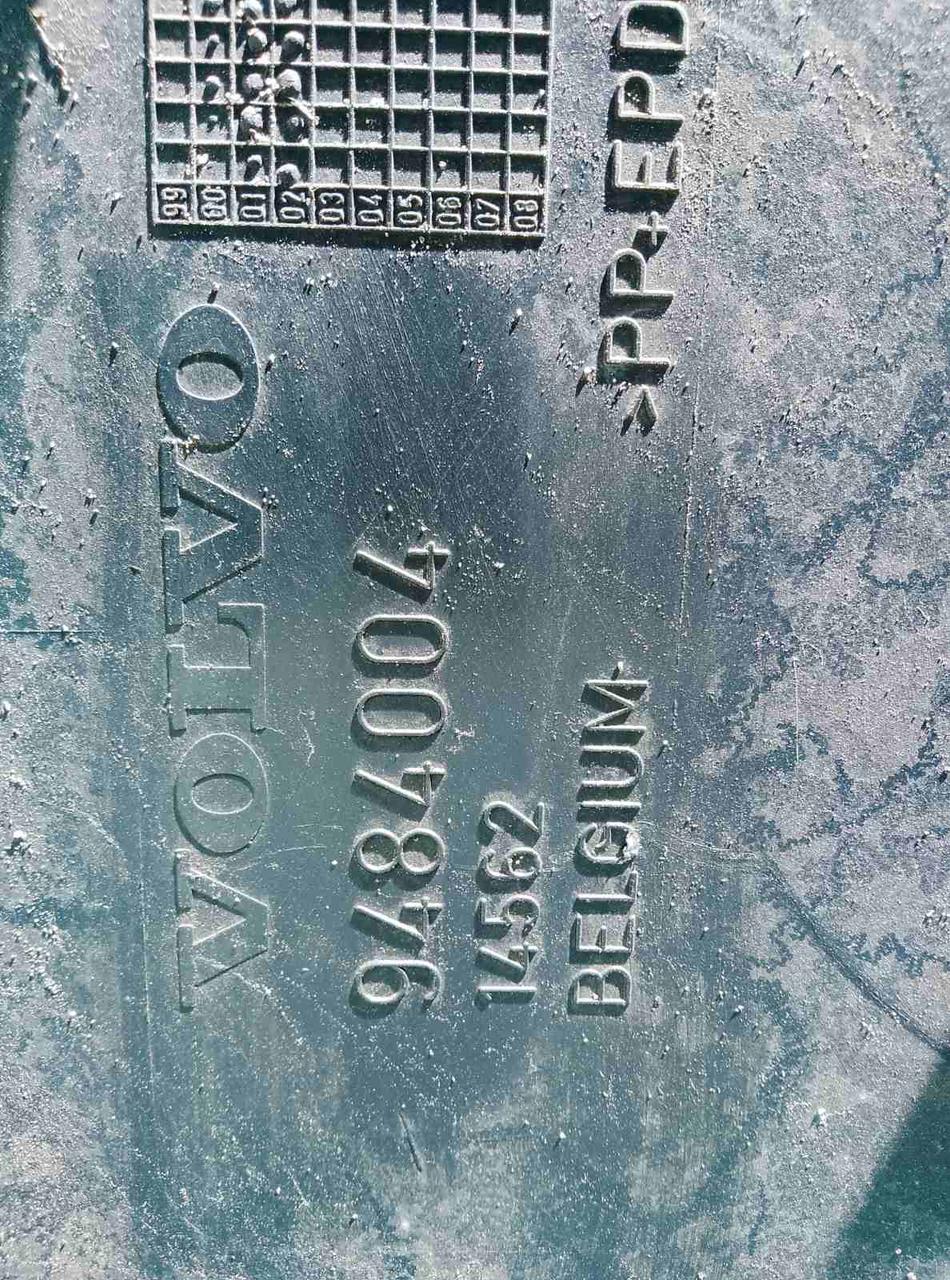 VOLVO
9484004
14562
BELGIUM
>PP+EPD
99 00 01 02 03 04 05 06 07 08